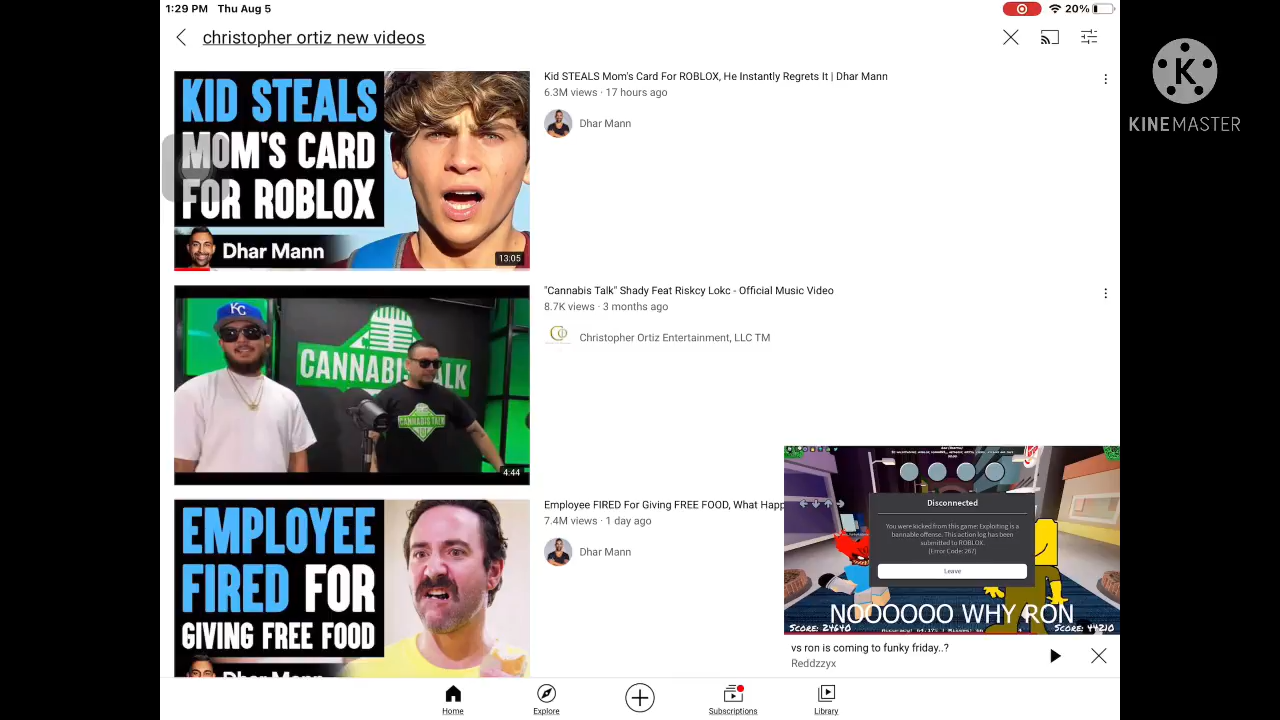 1:29 PM Thu Aug 5
20%
christopher ortiz new videos
KINEMASTER
K
KID STEALS
MOM'S CARD
FOR ROBLOX
Dhar Mann
13:05
Kid STEALS Mom's Card For ROBLOX, He Instantly Regrets It | Dhar Mann
6.3M views · 17 hours ago
Dhar Mann
KC
CANNABIS TALK
CANNABIS TALK
4:44
"Cannabis Talk" Shady Feat Riskcy Lokc - Official Music Video
8.7K views · 3 months ago
Christopher Ortiz Entertainment, LLC TM
EMPLOYEE
FIRED FOR
GIVING FREE FOOD
Dhar Mann
Employee FIRED For Giving FREE FOOD, What Happ
7.4M views · 1 day ago
Dhar Mann
Disconnected
You were kicked from this game: Exploiting is a
bannable offense. This action log has been
submitted to ROBLOX.
(Error Code: 267)
Leave
NOOOOOO WHY RON
Score: 24640
Score: 44210
vs ron is coming to funky friday..?
Reddzzyx
Home
Explore
Subscriptions
Library